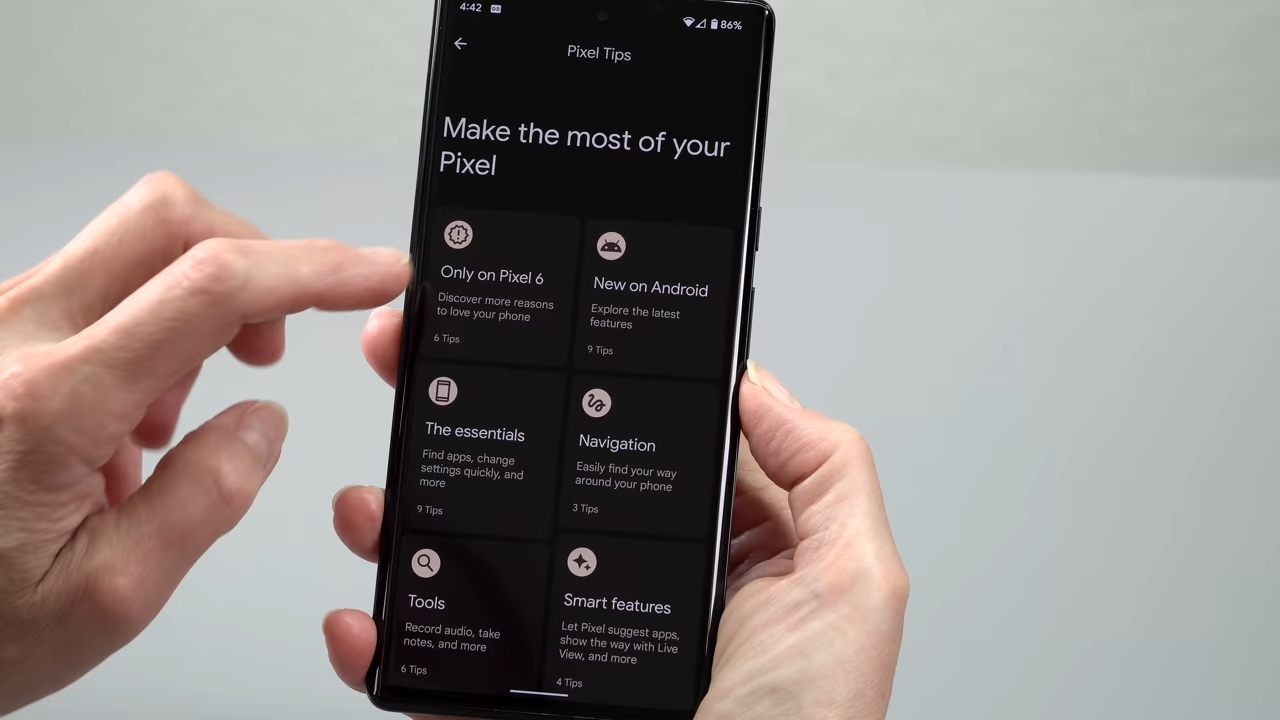 4:42
86%
Pixel Tips
Make the most of your
Pixel
Only on Pixel 6
Discover more reasons
to love your phone
6 Tips
New on Android
Explore the latest
features
9 Tips
The essentials
Find apps, change
settings quickly, and
more
9 Tips
Navigation
Easily find your way
around your phone
3 Tips
Tools
Record audio, take
notes, and more
6 Tips
Smart features
Let Pixel suggest apps,
show the way with Live
View, and more
4 Tips